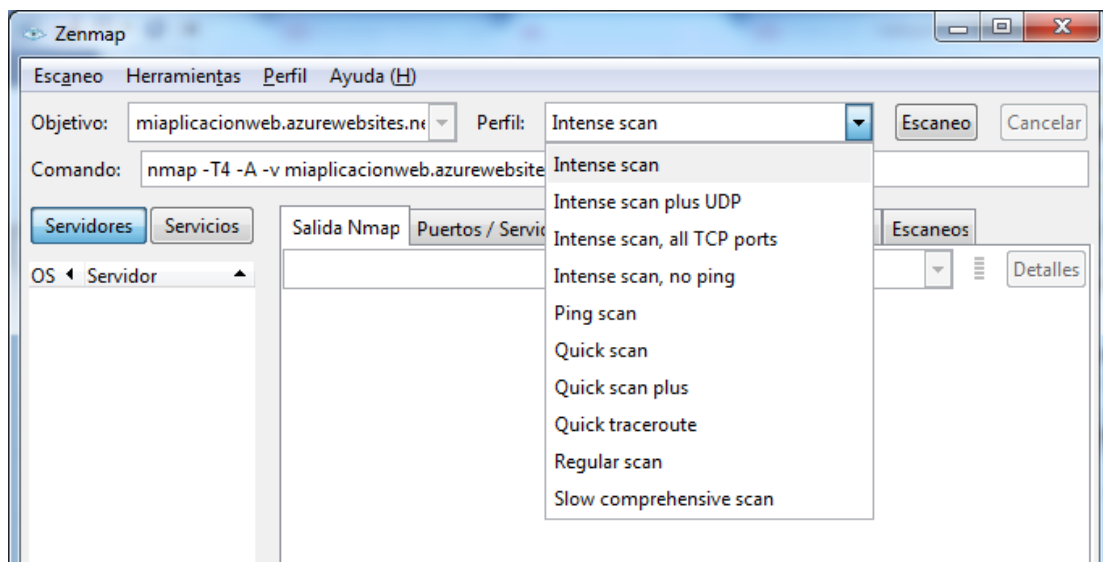 Zenmap
Escaneo Herramientas Perfil Ayuda (H)
Objetivo: miaplicacionweb.azurewebsites.ne Perfil: Intense scan Escaneo Cancelar
Comando: nmap -T4 -A -v miaplicacionweb.azurewebsite
Intense scan
Intense scan plus UDP
Intense scan, all TCP ports
Intense scan, no ping
Ping scan
Quick scan
Quick scan plus
Quick traceroute
Regular scan
Slow comprehensive scan
Servidores Servicios Salida Nmap Puertos / Servic Escaneos
OS Servidor Detalles